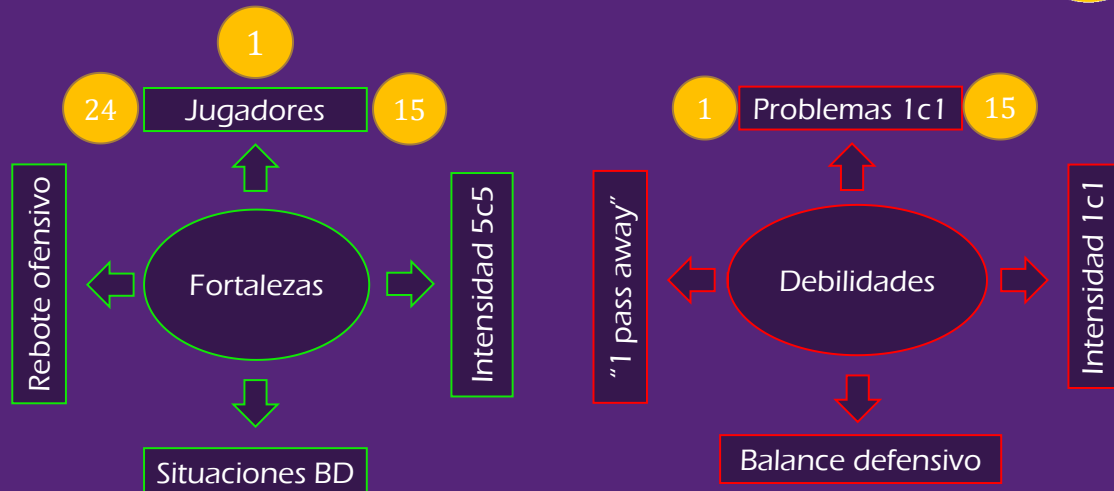 1
24
Jugadores
15
Rebote ofensivo
Fortalezas
Intensidad 5c5
Situaciones BD
1
Problemas 1c1
15
"1 pass away"
Debilidades
Intensidad 1c1
Balance defensivo